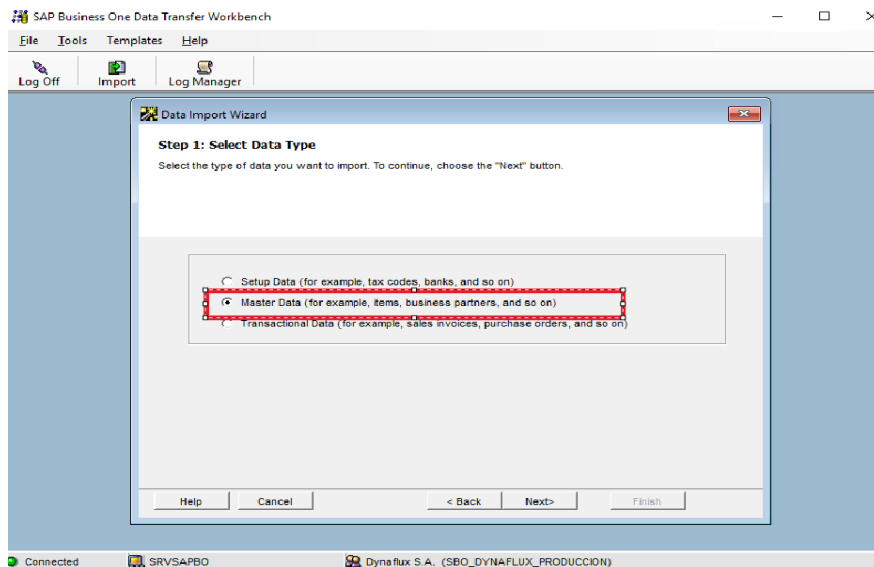 SAP Business One Data Transfer Workbench
File Tools Templates Help
Log Off Import Log Manager
Data Import Wizard
Step 1: Select Data Type
Select the type of data you want to import. To continue, choose the "Next" button.
Setup Data (for example, tax codes, banks, and so on)
Master Data (for example, items, business partners, and so on)
Transactional Data (for example, sales invoices, purchase orders, and so on)
Help Cancel < Back Next> Finish
Connected SRVSAPBO Dynaflux S.A. (SBO_DYNAFLUX_PRODUCCION)